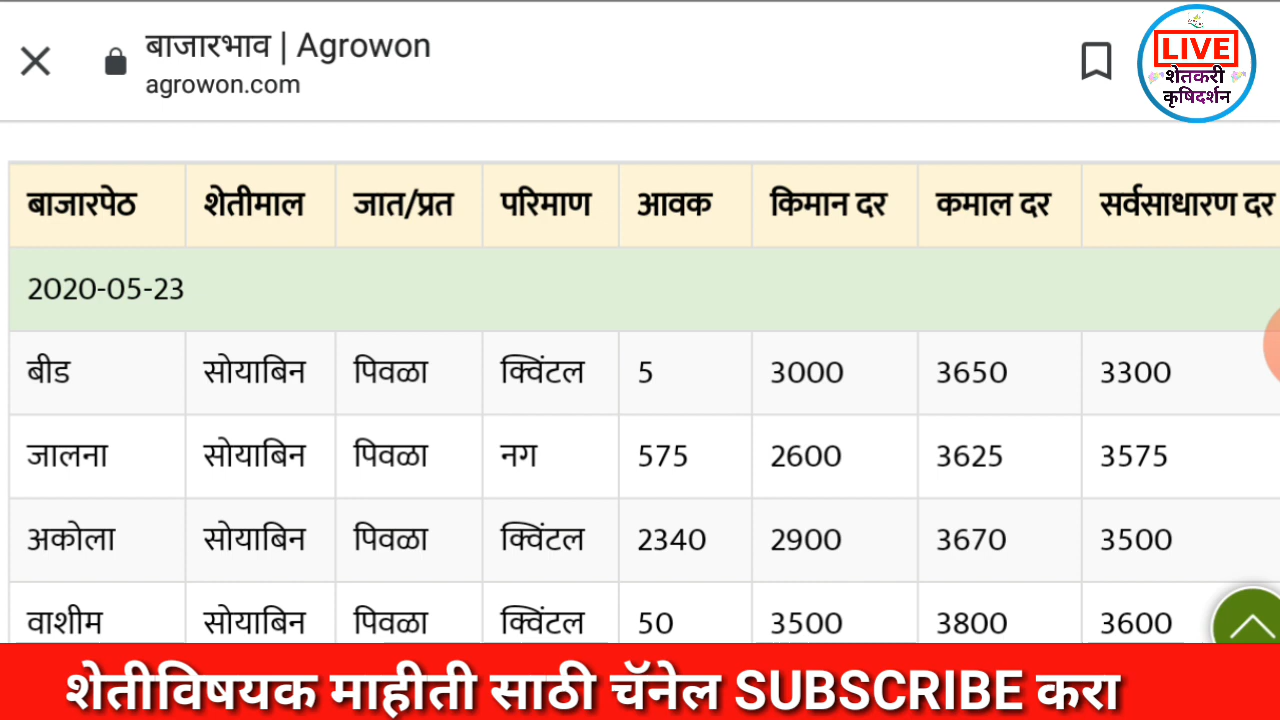 बाजारभाव | Agrowon
agrowon.com
LIVE
शेतकरी
कृषिदर्शन
बाजारपेठ शेतीमाल जात/प्रत परिमाण आवक किमान दर कमाल दर सर्वसाधारण दर
2020-05-23
बीड सोयाबिन पिवळा क्विंटल 5 3000 3650 3300
जालना सोयाबिन पिवळा नग 575 2600 3625 3575
अकोला सोयाबिन पिवळा क्विंटल 2340 2900 3670 3500
वाशीम सोयाबिन पिवळा क्विंटल 50 3500 3800 3600
शेतीविषयक माहीती साठी चॅनेल SUBSCRIBE करा